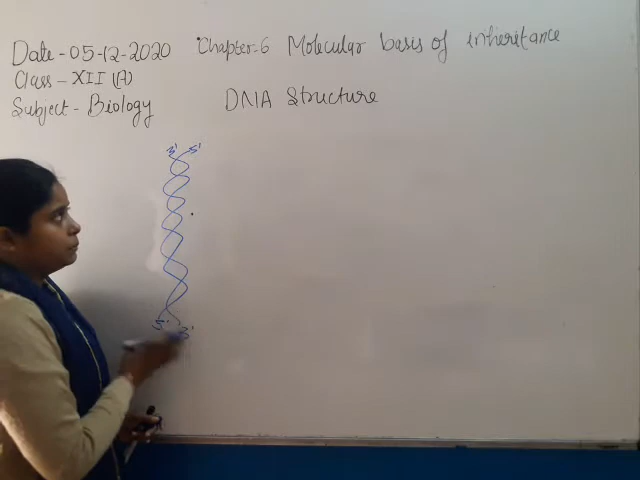 Date - 05-12-2020 Chapter-6 Molecular basis of inheritance
Class - XII (A)
Subject - Biology
DNA Structure
3' 5'
3'